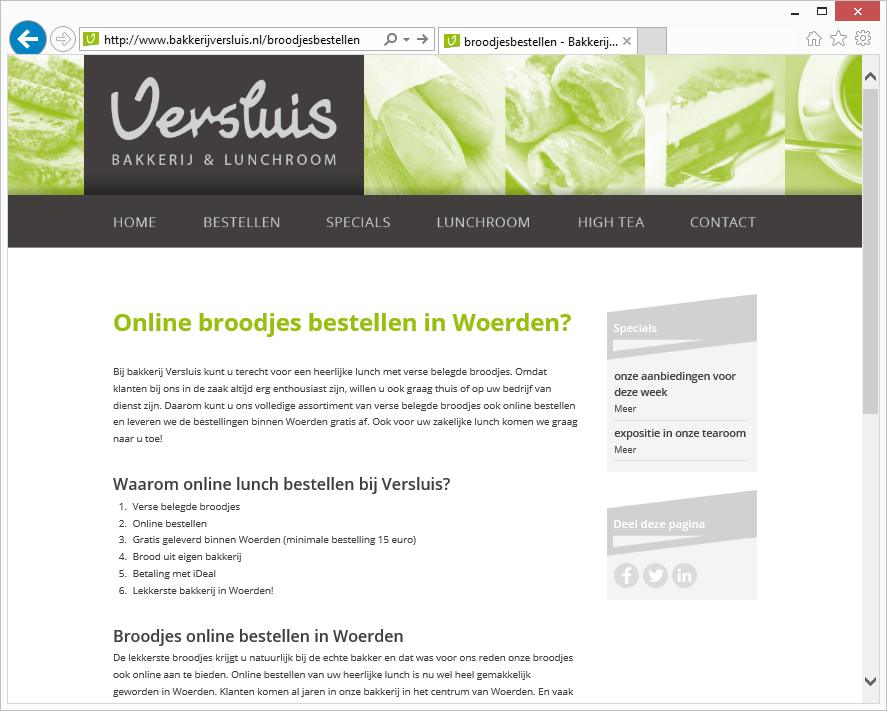 http://www.bakkerijversluis.nl/broodjesbestellen
broodjesbestellen - Bakkerij...
Versluis
BAKKERIJ & LUNCHROOM
HOME BESTELLEN SPECIALS LUNCHROOM HIGH TEA CONTACT
Online broodjes bestellen in Woerden?
Bij bakkerij Versluis kunt u terecht voor een heerlijke lunch met verse belegde broodjes. Omdat
klanten bij ons in de zaak altijd erg enthousiast zijn, willen u ook graag thuis of op uw bedrijf van
dienst zijn. Daarom kunt u ons volledige assortiment van verse belegde broodjes ook online bestellen
en leveren we de bestellingen binnen Woerden gratis af. Ook voor uw zakelijke lunch komen we graag
naar u toe!
Waarom online lunch bestellen bij Versluis?
1. Verse belegde broodjes
2. Online bestellen
3. Gratis geleverd binnen Woerden (minimale bestelling 15 euro)
4. Brood uit eigen bakkerij
5. Betaling met iDeal
6. Lekkerste bakkerij in Woerden!
Broodjes online bestellen in Woerden
De lekkerste broodjes krijgt u natuurlijk bij de echte bakker en dat was voor ons reden onze broodjes
ook online aan te bieden. Online bestellen van uw heerlijke lunch is nu wel heel gemakkelijk
geworden in Woerden. Klanten komen al jaren in onze bakkerij in het centrum van Woerden. En vaak
Specials
onze aanbiedingen voor
deze week
Meer
expositie in onze tearoom
Meer
Deel deze pagina